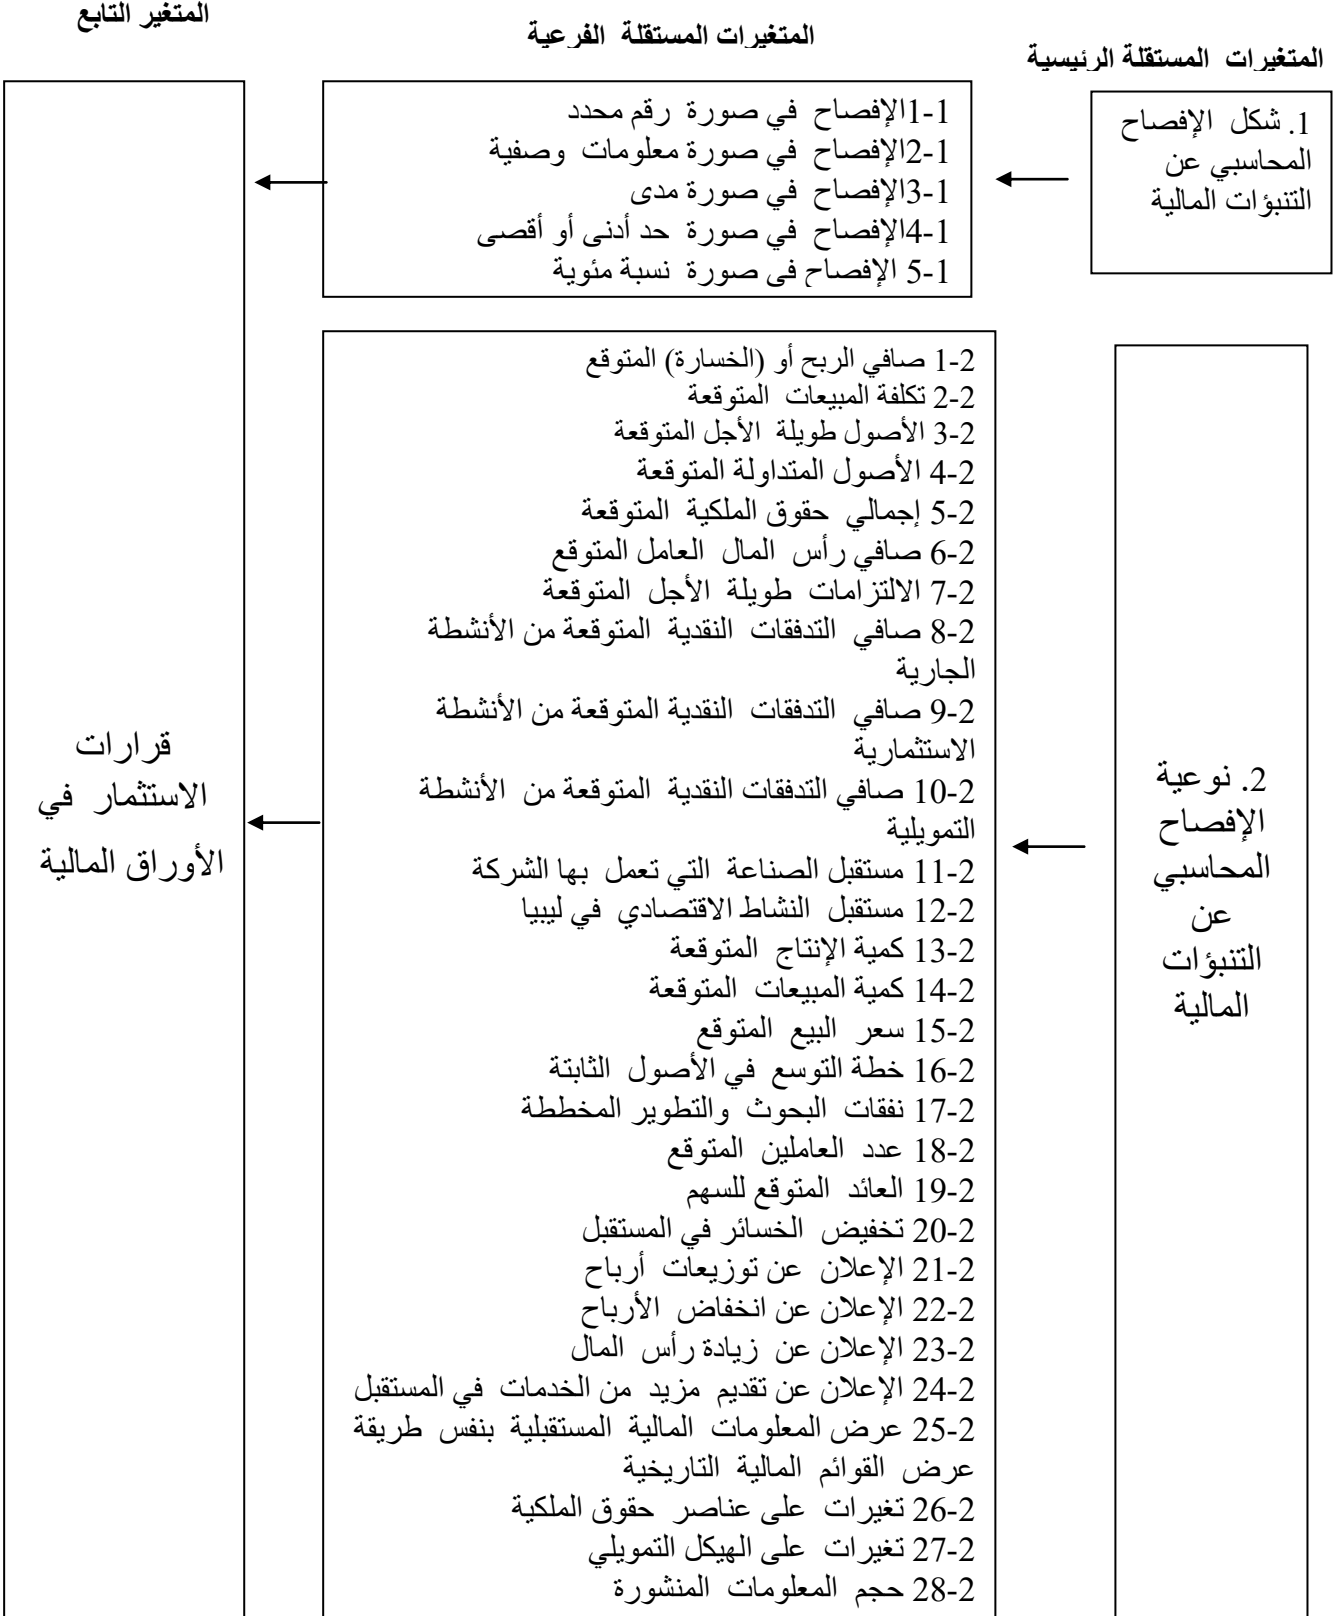 المتغيرات المستقلة الرئيسية
المتغيرات المستقلة الفرعية
المتغير التابع
1. شكل الإفصاح
المحاسبي عن
التنبؤات المالية
1-1الإفصاح في صورة رقم محدد
2-1الإفصاح في صورة معلومات وصفية
3-1الإفصاح في صورة مدى
4-1الإفصاح في صورة حد أدنى أو أقصى
5-1 الإفصاح في صورة نسبة مئوية
2. نوعية
الإفصاح
المحاسبي
عن
التنبؤات
المالية
1-2 صافي الربح أو (الخسارة) المتوقع
2-2 تكلفة المبيعات المتوقعة
3-2 الأصول طويلة الأجل المتوقعة
4-2 الأصول المتداولة المتوقعة
5-2 إجمالي حقوق الملكية المتوقعة
6-2 صافي رأس المال العامل المتوقع
7-2 الالتزامات طويلة الأجل المتوقعة
8-2 صافي التدفقات النقدية المتوقعة من الأنشطة
الجارية
9-2 صافي التدفقات النقدية المتوقعة من الأنشطة
الاستثمارية
10-2 صافي التدفقات النقدية المتوقعة من الأنشطة
التمويلية
11-2 مستقبل الصناعة التي تعمل بها الشركة
12-2 مستقبل النشاط الاقتصادي في ليبيا
13-2 كمية الإنتاج المتوقعة
14-2 كمية المبيعات المتوقعة
15-2 سعر البيع المتوقع
16-2 خطة التوسع في الأصول الثابتة
17-2 نفقات البحوث والتطوير المخططة
18-2 عدد العاملين المتوقع
19-2 العائد المتوقع للسهم
20-2 تخفيض الخسائر في المستقبل
21-2 الإعلان عن توزيعات أرباح
22-2 الإعلان عن انخفاض الأرباح
23-2 الإعلان عن زيادة رأس المال
24-2 الإعلان عن تقديم مزيد من الخدمات في المستقبل
25-2 عرض المعلومات المالية المستقبلية بنفس طريقة
عرض القوائم المالية التاريخية
26-2 تغيرات على عناصر حقوق الملكية
27-2 تغيرات على الهيكل التمويلي
28-2 حجم المعلومات المنشورة
قرارات
الاستثمار في
الأوراق المالية